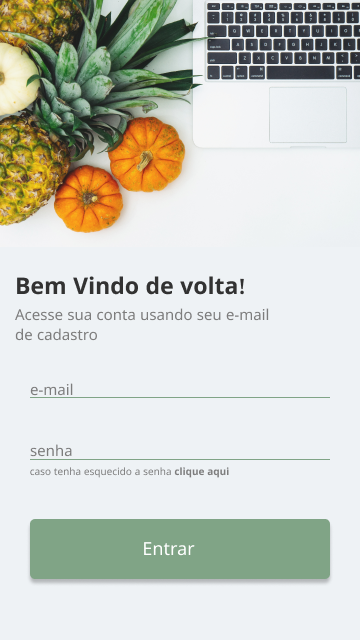 Bem Vindo de volta!
Acesse sua conta usando seu e-mail
de cadastro
e-mail
senha
caso tenha esquecido a senha clique aqui
Entrar